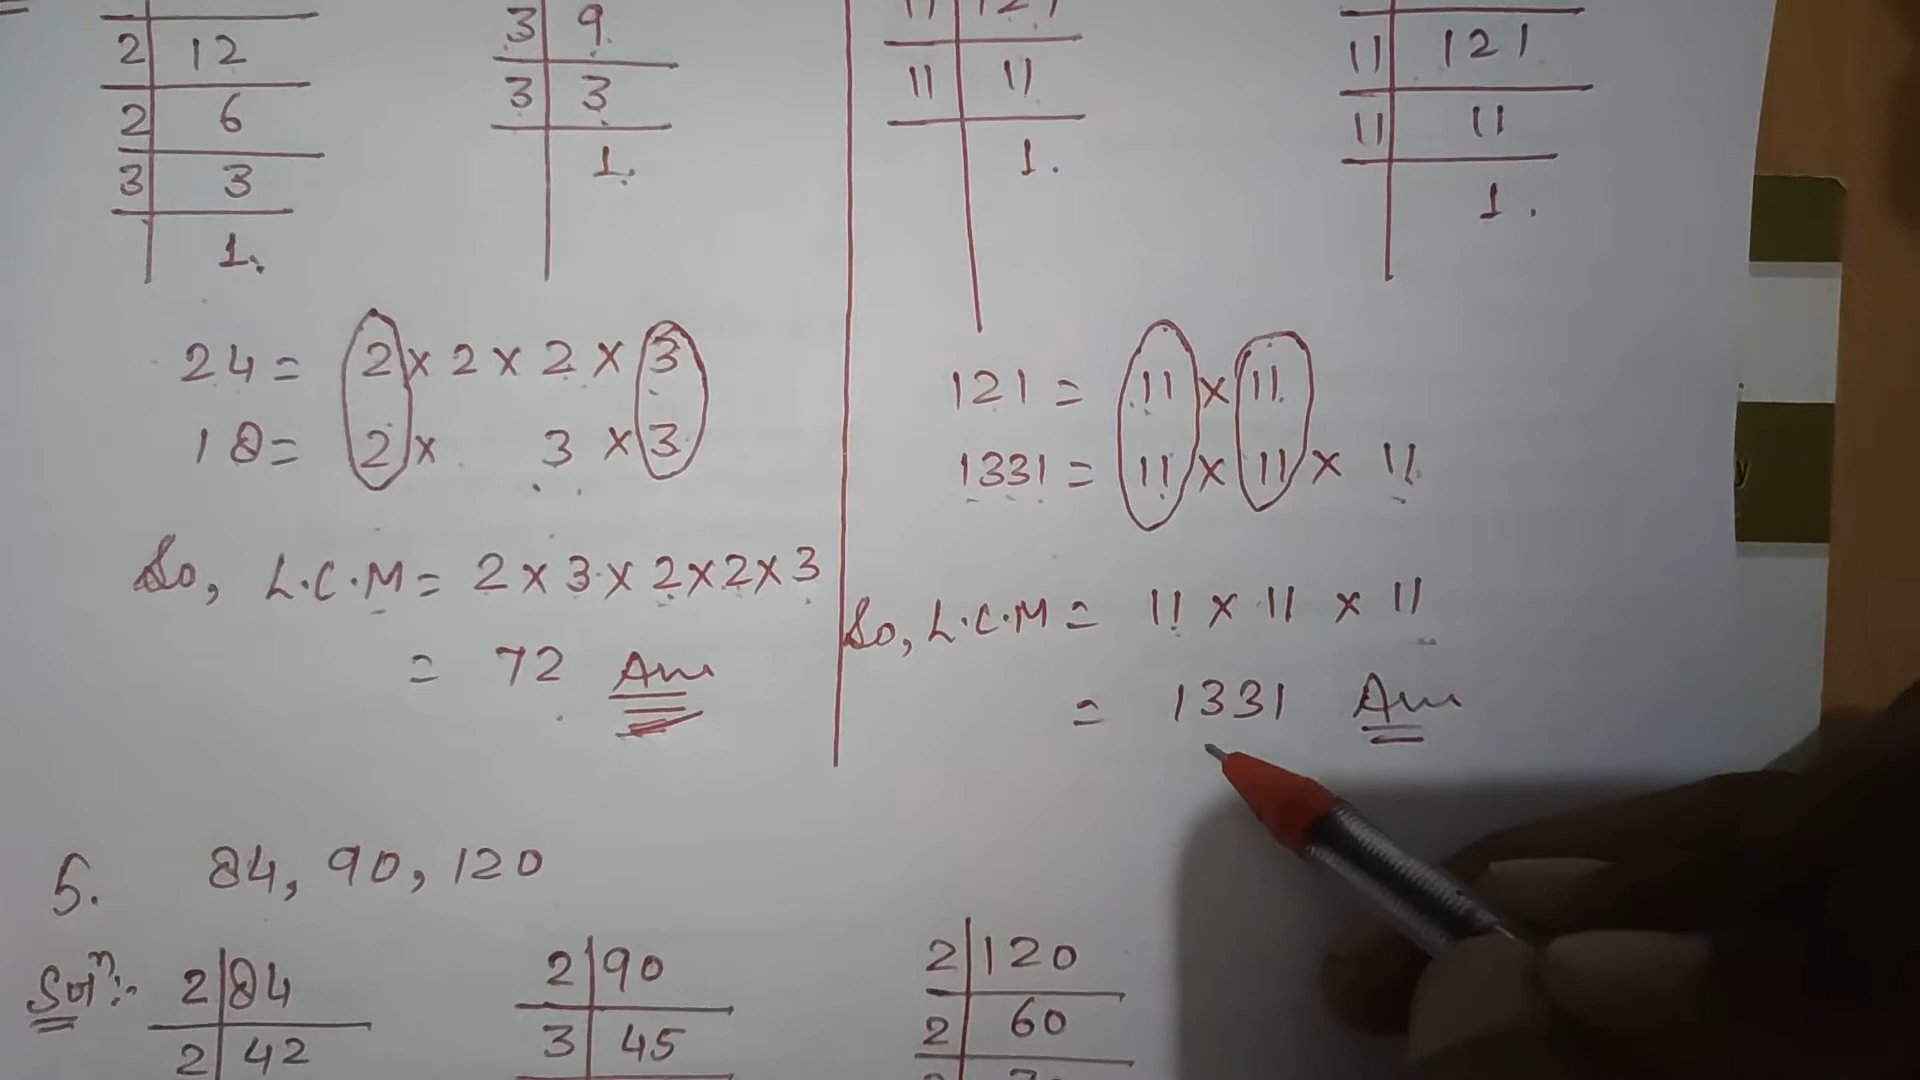 2 | 12
2 | 6
3 | 3
1.
3 | 9
3 | 3
1.
11 | 121
11 | 11
1.
11 | 121
11 | 11
1.
24 = 2 × 2 × 2 × 3
18 = 2 × 3 × 3
So, L.C.M = 2 × 3 × 2 × 2 × 3
= 72 Ans
121 = 11 × 11
1331 = 11 × 11 × 11
So, L.C.M = 11 × 11 × 11
= 1331 Ans
5. 84, 90, 120
Solⁿ:-
2 | 84
2 | 42
2 | 90
3 | 45
2 | 120
2 | 60